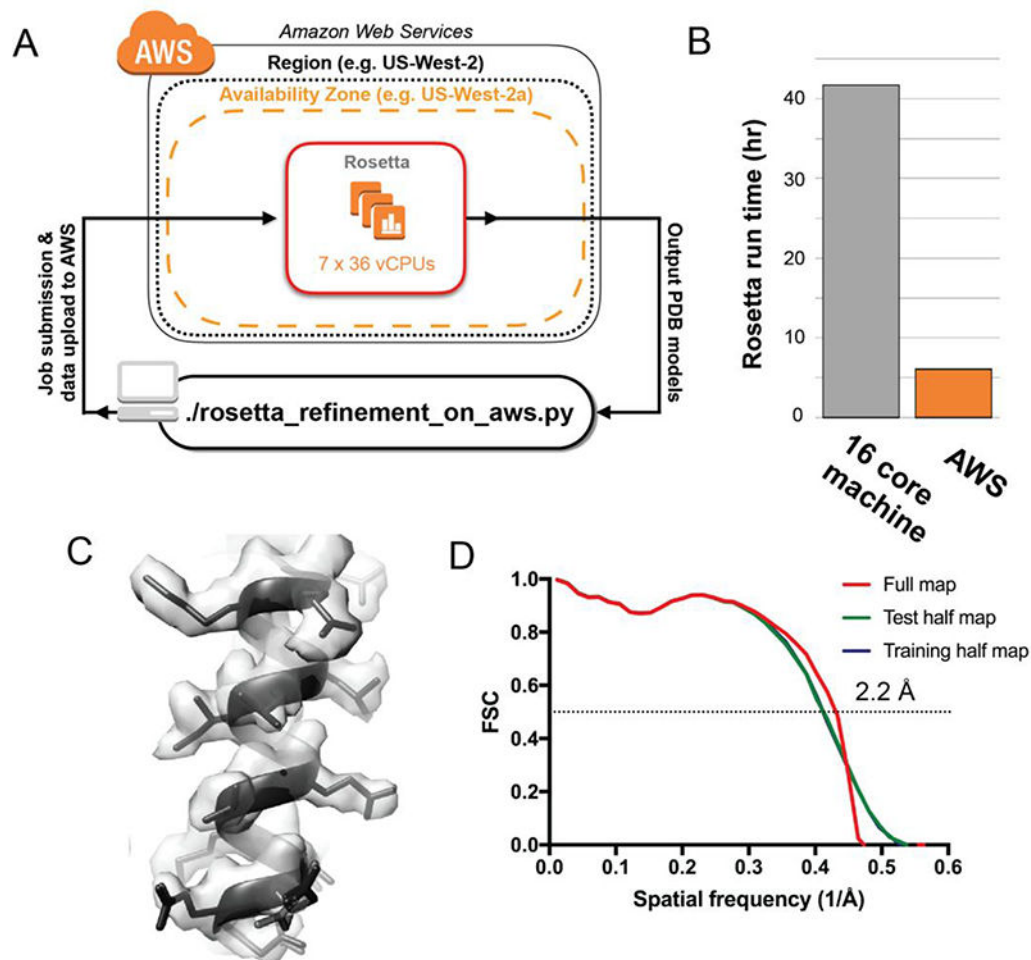 A
AWS
Amazon Web Services
Region (e.g. US-West-2)
Availability Zone (e.g. US-West-2a)
Rosetta
7 x 36 vCPUs
Job submission &
data upload to AWS
Output PDB models
./rosetta_refinement_on_aws.py
B
Rosetta run time (hr)
40
30
20
10
0
16 core
machine
AWS
C
D
FSC
1.0
0.8
0.6
0.4
0.2
0.0
Full map
Test half map
Training half map
2.2 Å
0.0 0.1 0.2 0.3 0.4 0.5 0.6
Spatial frequency (1/Å)